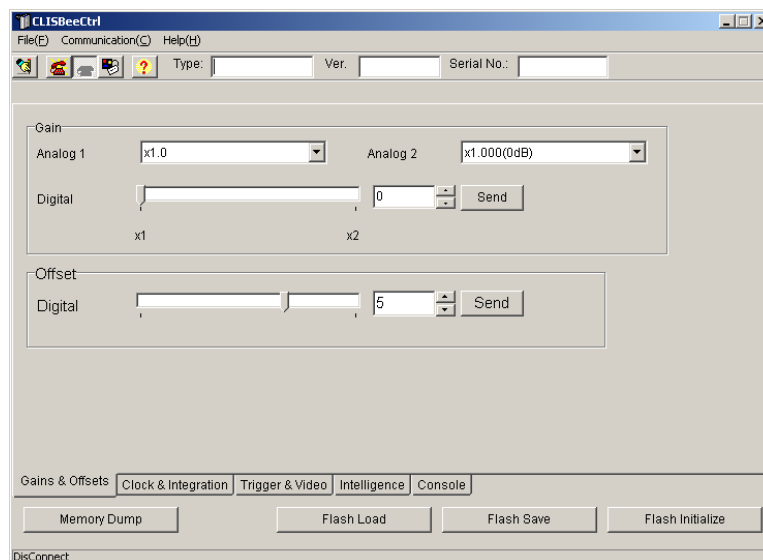 CLISBeeCtrl
File(F) Communication(C) Help(H)
Type: Ver. Serial No.:
Gain
Analog 1 x1.0 Analog 2 x1.000(0dB)
Digital 0 Send
x1 x2
Offset
Digital 5 Send
Gains & Offsets Clock & Integration Trigger & Video Intelligence Console
Memory Dump Flash Load Flash Save Flash Initialize
DisConnect